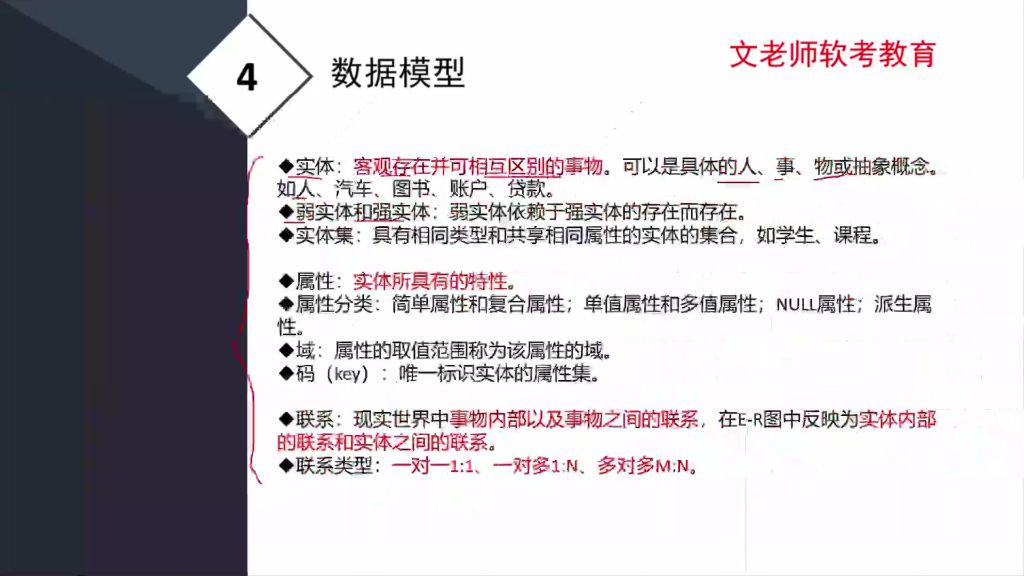 4
数据模型
文老师软考教育
◆实体：客观存在并可相互区别的事物。可以是具体的人、事、物或抽象概念。
如人、汽车、图书、账户、贷款。
◆弱实体和强实体：弱实体依赖于强实体的存在而存在。
◆实体集：具有相同类型和共享相同属性的实体的集合，如学生、课程。
◆属性：实体所具有的特性。
◆属性分类：简单属性和复合属性；单值属性和多值属性；NULL属性；派生属
性。
◆域：属性的取值范围称为该属性的域。
◆码（key）：唯一标识实体的属性集。
◆联系：现实世界中事物内部以及事物之间的联系，在E-R图中反映为实体内部
的联系和实体之间的联系。
◆联系类型：一对一1:1、一对多1:N、多对多M:N。